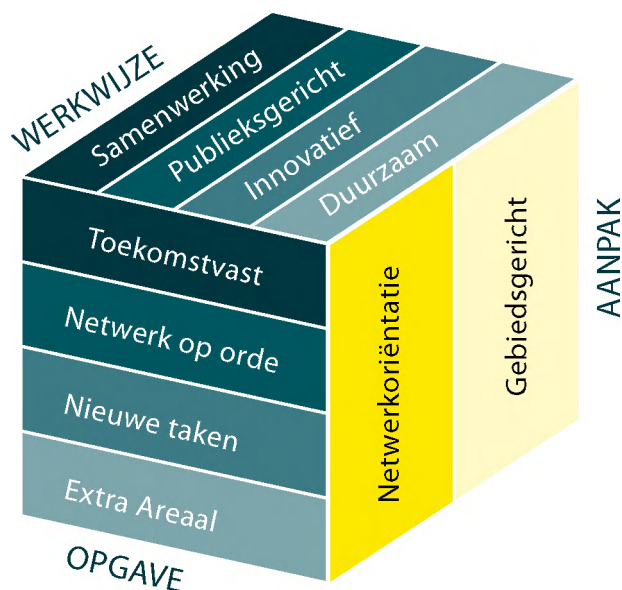 WERKWIJZE
Samenwerking
Publieksgericht
Innovatief
Duurzaam
Toekomstvast
Netwerk op orde
Nieuwe taken
Extra Areaal
OPGAVE
Netwerkoriëntatie
Gebiedsgericht
AANPAK